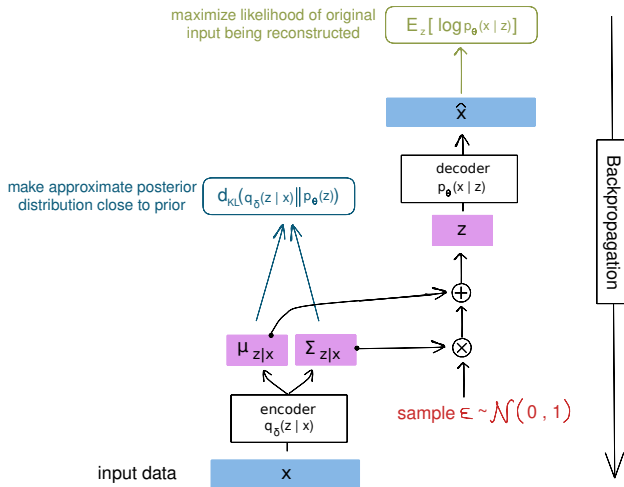 maximize likelihood of original
input being reconstructed
E_z [ log p_θ(x | z) ]
x̂
decoder
p_θ(x | z)
make approximate posterior
distribution close to prior
d_KL(q_δ(z | x) || p_θ(z))
z
+
μ_z|x
Σ_z|x
×
sample ε ~ N(0 , 1)
encoder
q_δ(z | x)
input data
x
Backpropagation